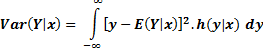 Var(Y|x) = ∫_{-∞}^{∞} [y − E(Y|x)]². h(y|x) dy